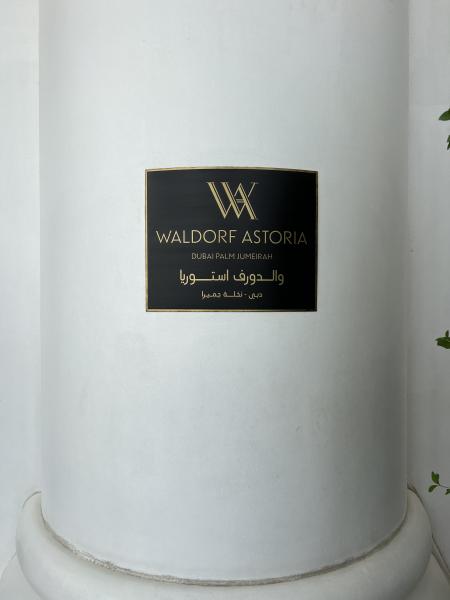 WA
WALDORF ASTORIA
DUBAI PALM JUMEIRAH
والدورف استوريا
دبي - نخلة جميرا